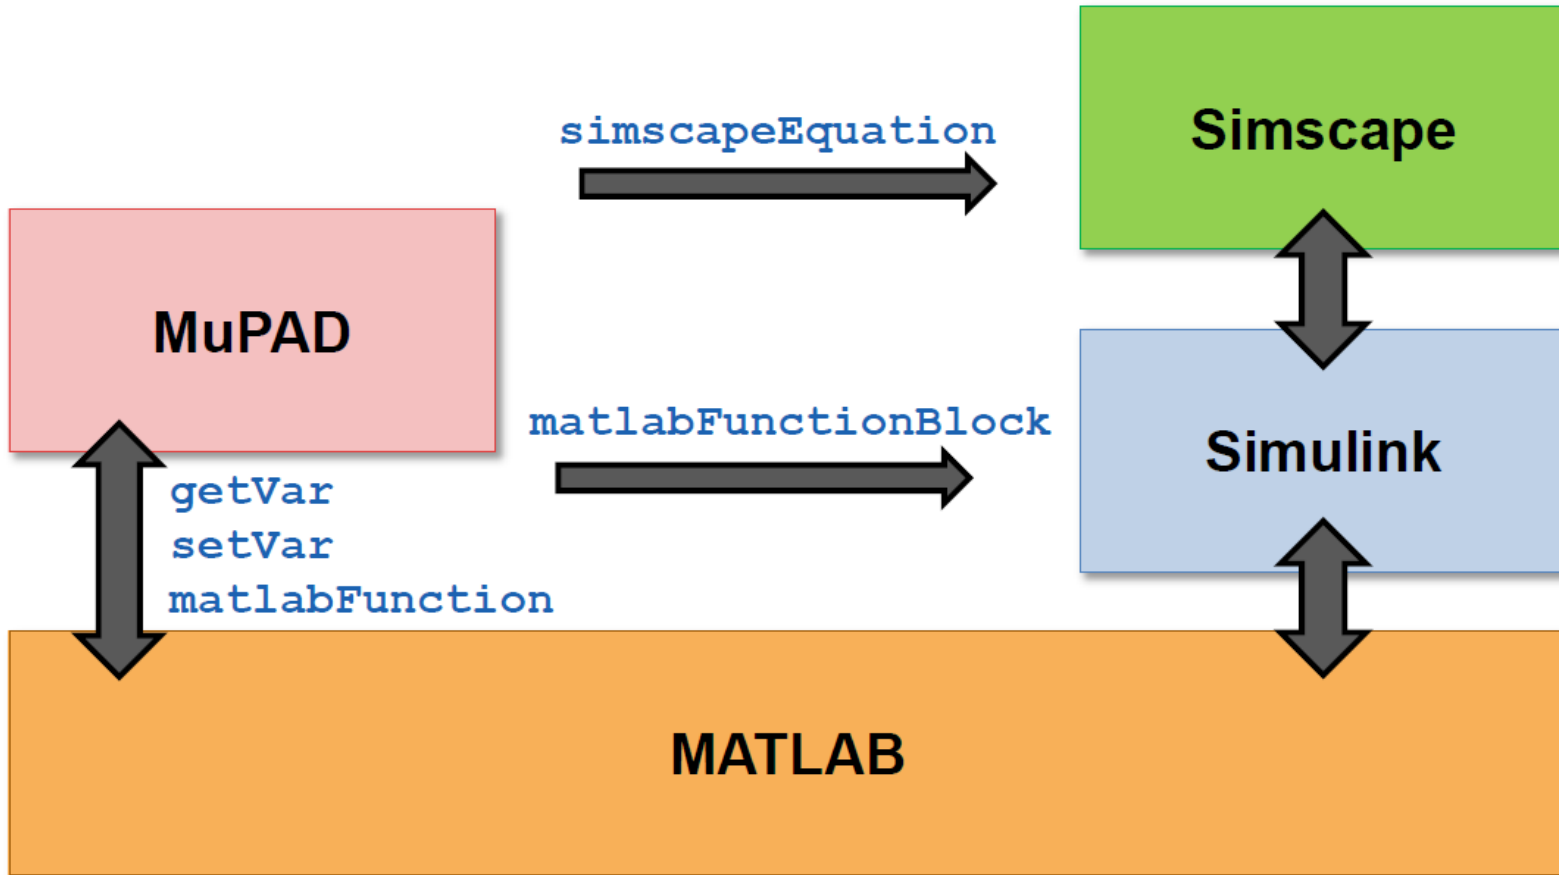 simscapeEquation
Simscape
MuPAD
matlabFunctionBlock
Simulink
getVar
setVar
matlabFunction
MATLAB